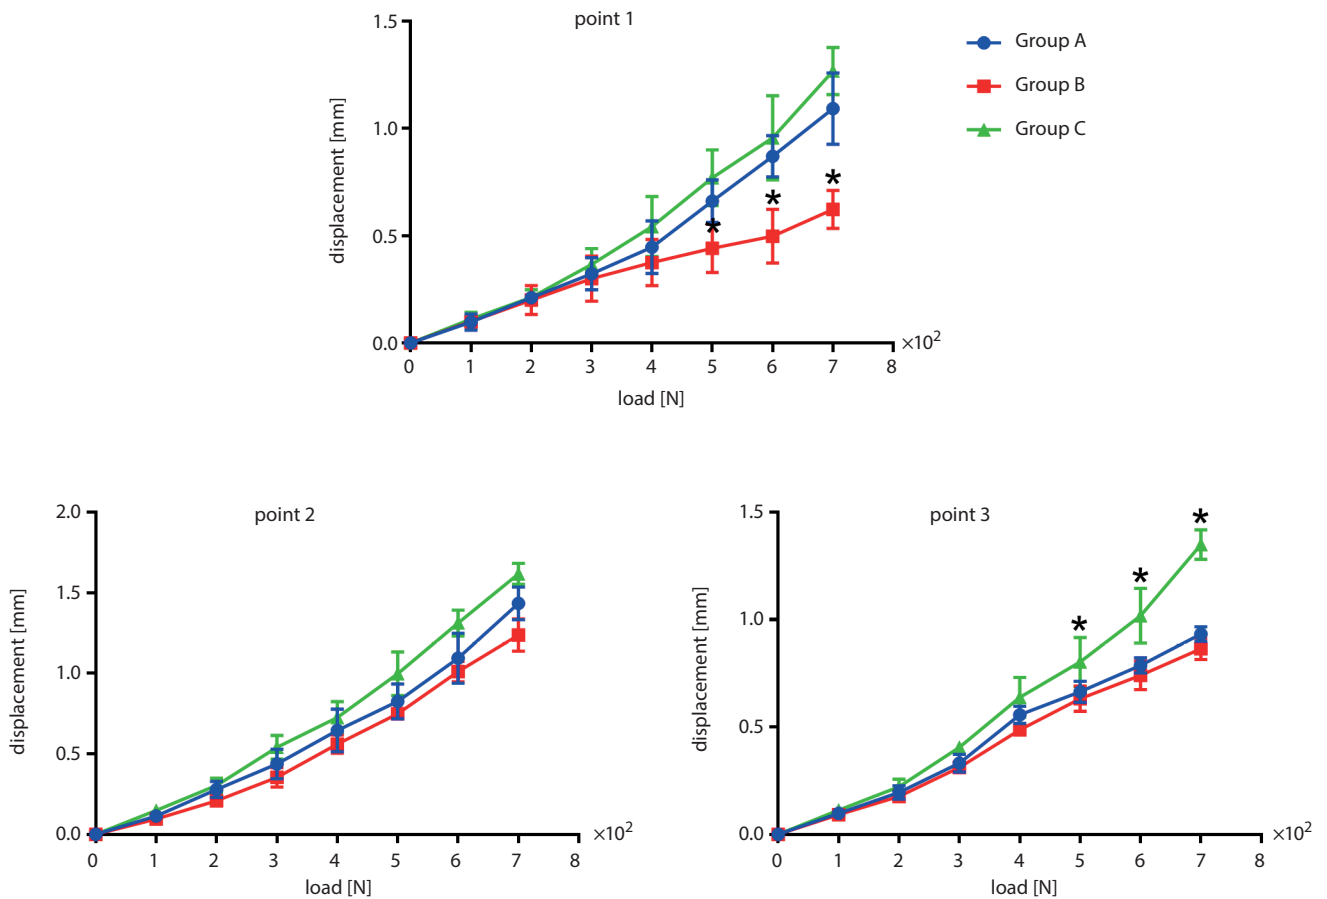 point 1
Group A
Group B
Group C
displacement [mm]
1.5
1.0
0.5
0.0
0 1 2 3 4 5 6 7 8 ×10²
load [N]
* * *
point 2
displacement [mm]
2.0
1.5
1.0
0.5
0.0
0 1 2 3 4 5 6 7 8 ×10²
load [N]
point 3
displacement [mm]
1.5
1.0
0.5
0.0
0 1 2 3 4 5 6 7 8 ×10²
load [N]
* * *